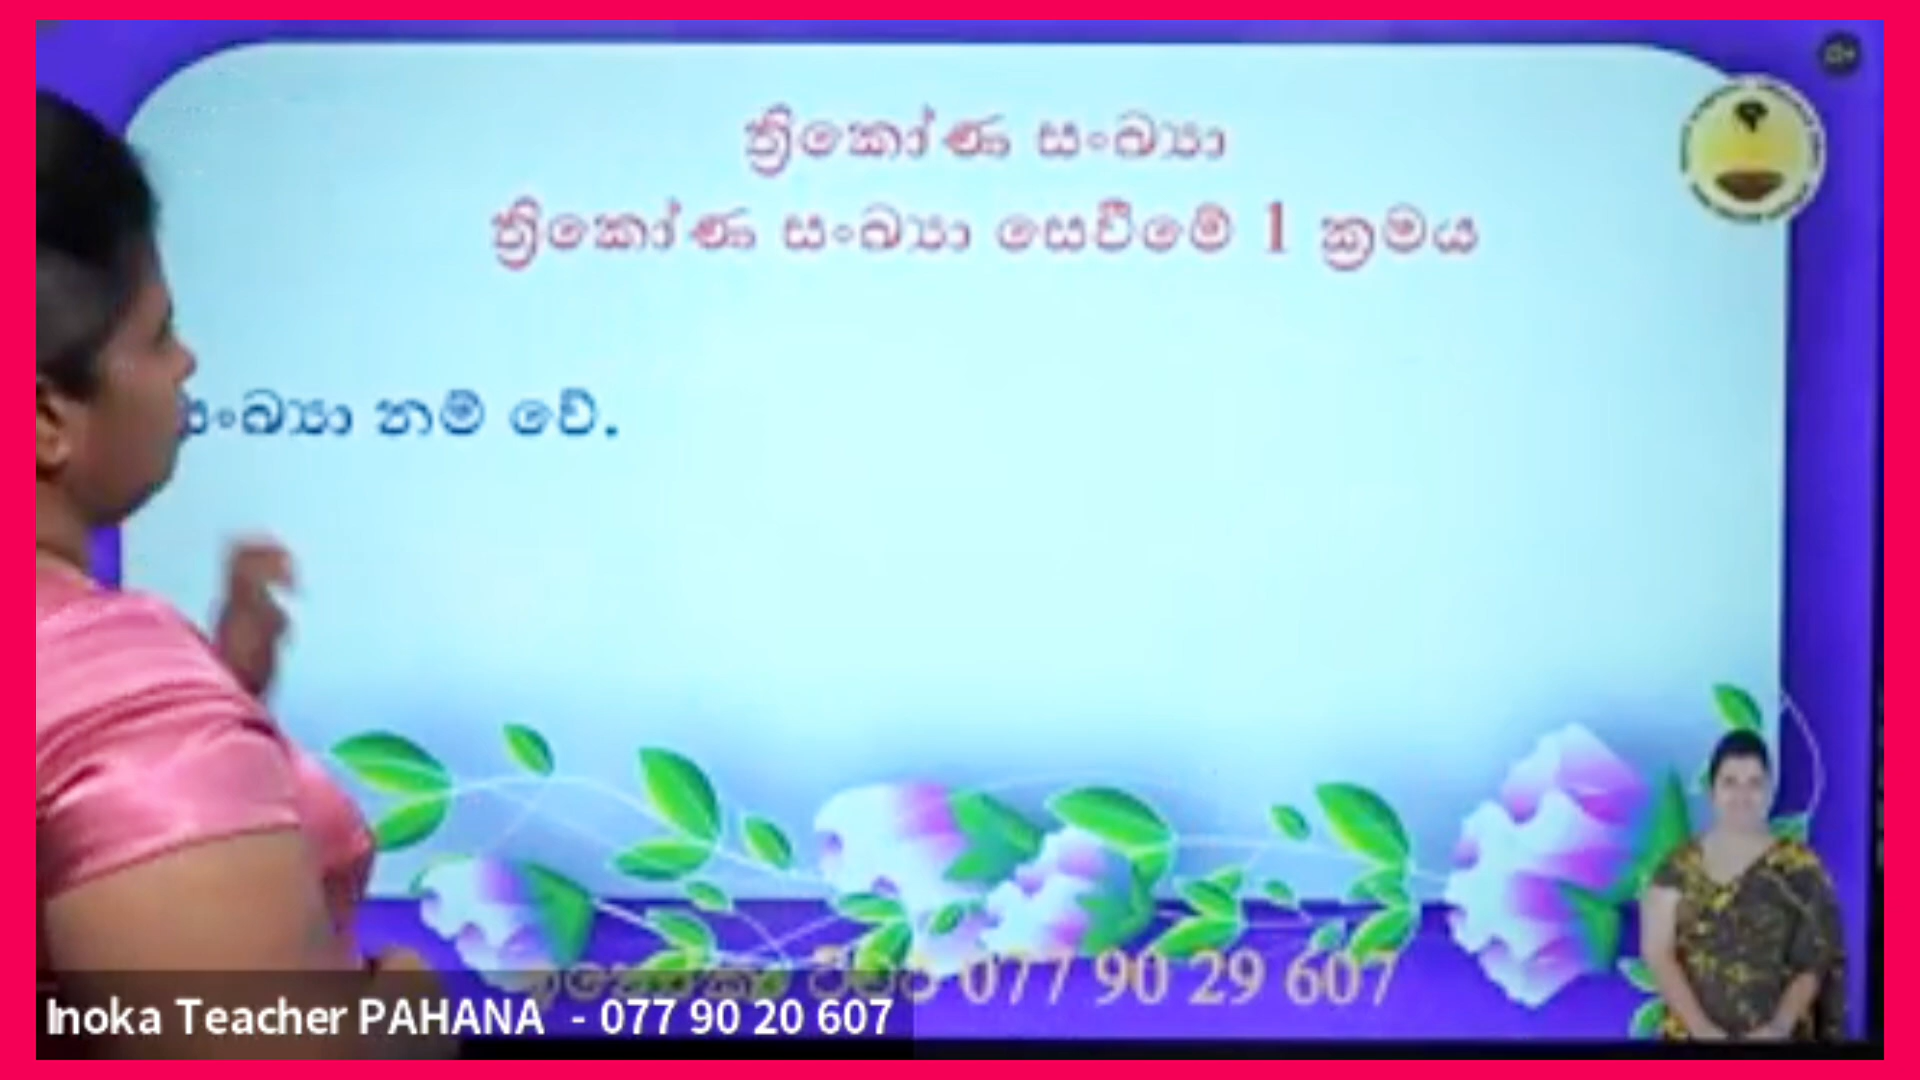 ත්‍රිකෝණ සංඛ්‍යා
ත්‍රිකෝණ සංඛ්‍යා සෙවීමේ 1 ක්‍රමය
සංඛ්‍යා නම් වේ.
077 90 29 607
Inoka Teacher PAHANA - 077 90 20 607